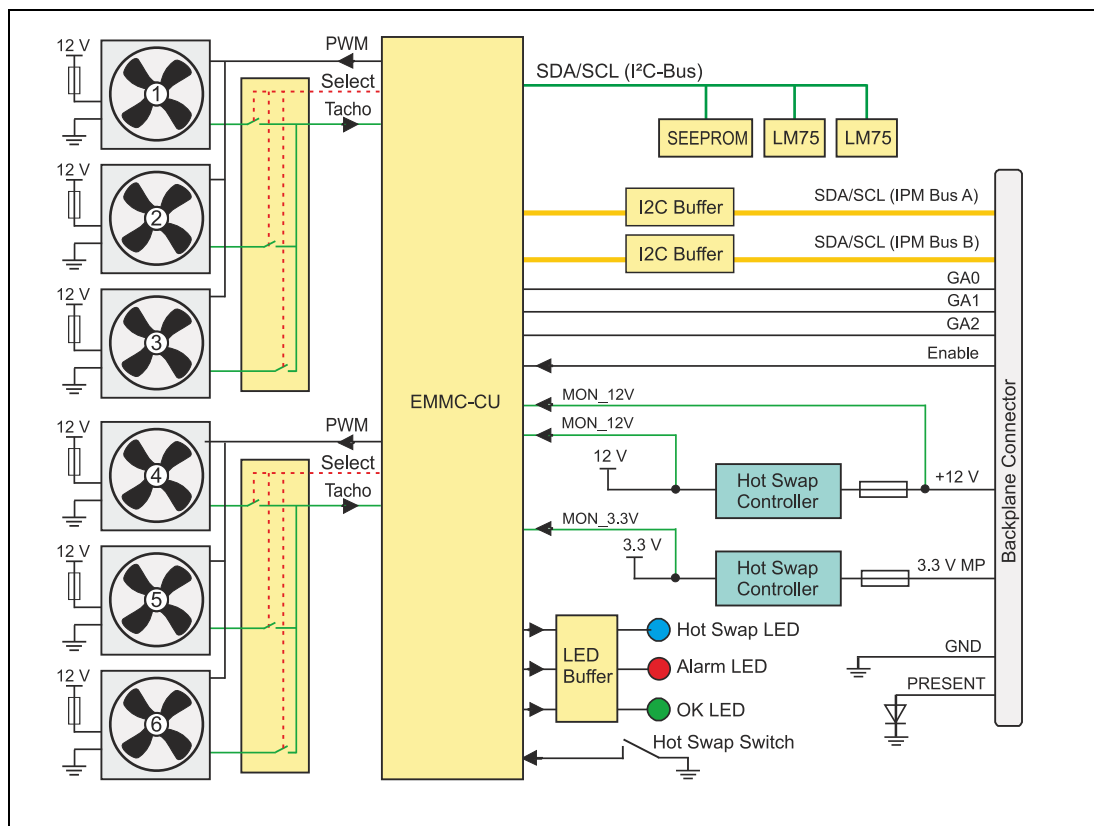 12 V
1
PWM
Select
Tacho
12 V
2
12 V
3
12 V
4
PWM
Select
Tacho
12 V
5
12 V
6
EMMC-CU
SDA/SCL (I²C-Bus)
SEEPROM
LM75
LM75
I2C Buffer
SDA/SCL (IPM Bus A)
I2C Buffer
SDA/SCL (IPM Bus B)
GA0
GA1
GA2
Enable
MON_12V
MON_12V
12 V
Hot Swap
Controller
+12 V
MON_3.3V
3.3 V
Hot Swap
Controller
3.3 V MP
LED
Buffer
Hot Swap LED
Alarm LED
OK LED
Hot Swap Switch
GND
PRESENT
Backplane Connector